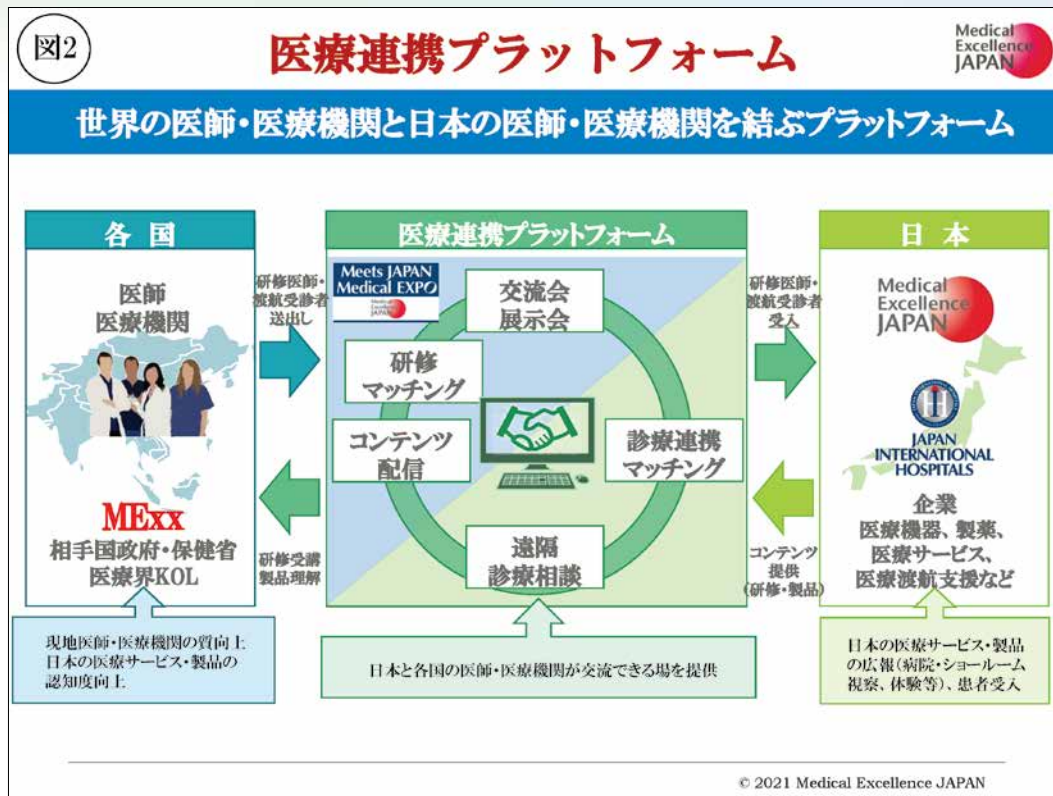 図2
医療連携プラットフォーム
Medical
Excellence
JAPAN
世界の医師・医療機関と日本の医師・医療機関を結ぶプラットフォーム
各国
医師
医療機関
MExx
相手国政府・保健省
医療界KOL
研修医師・
渡航受診者
送出し
研修受講
製品理解
医療連携プラットフォーム
Meets JAPAN
Medical EXPO
Medical
Excellence
JAPAN
交流会
展示会
研修
マッチング
コンテンツ
配信
診療連携
マッチング
遠隔
診療相談
研修医師・
渡航受診者
受入
コンテンツ
提供
(研修・製品)
日本
Medical
Excellence
JAPAN
JAPAN
INTERNATIONAL
HOSPITALS
企業
医療機器、製薬、
医療サービス、
医療渡航支援など
現地医師・医療機関の質向上
日本の医療サービス・製品の
認知度向上
日本と各国の医師・医療機関が交流できる場を提供
日本の医療サービス・製品
の広報(病院・ショールーム
視察、体験等)、患者受入
© 2021 Medical Excellence JAPAN